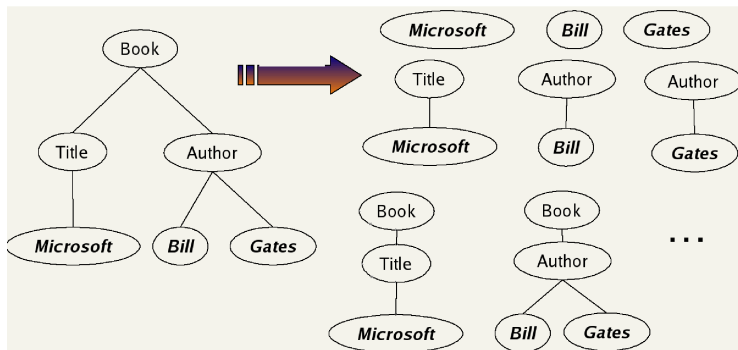 Book
Title Author
Microsoft Bill Gates
Microsoft Bill Gates
Title Author Author
Microsoft Bill Gates
Book Book
Title Author
Microsoft Bill Gates
...